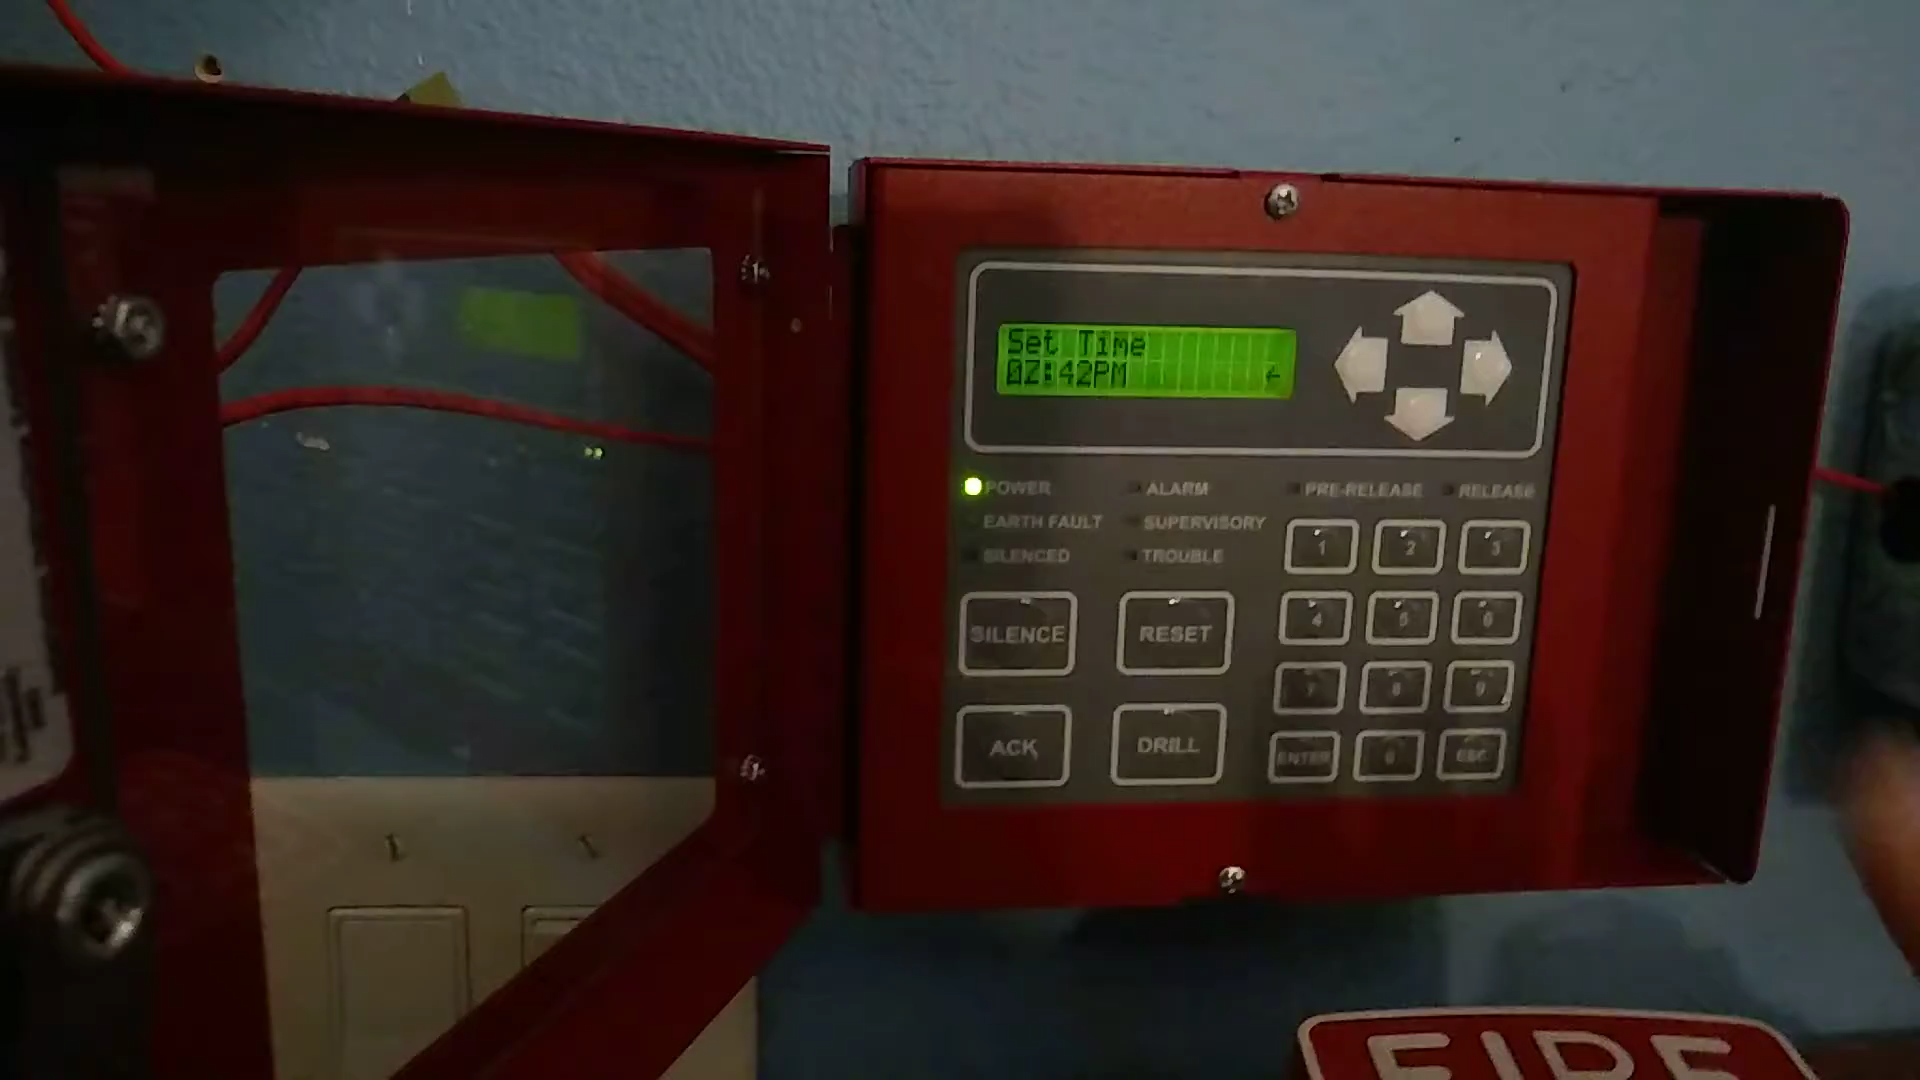 Set Time
02:42PM ←
POWER ALARM PRE-RELEASE RELEASE
EARTH FAULT SUPERVISORY
SILENCED TROUBLE
1 2 3
4 5 6
7 8 9
SILENCE RESET
ACK DRILL
ENTER 0 ESC
FIRE